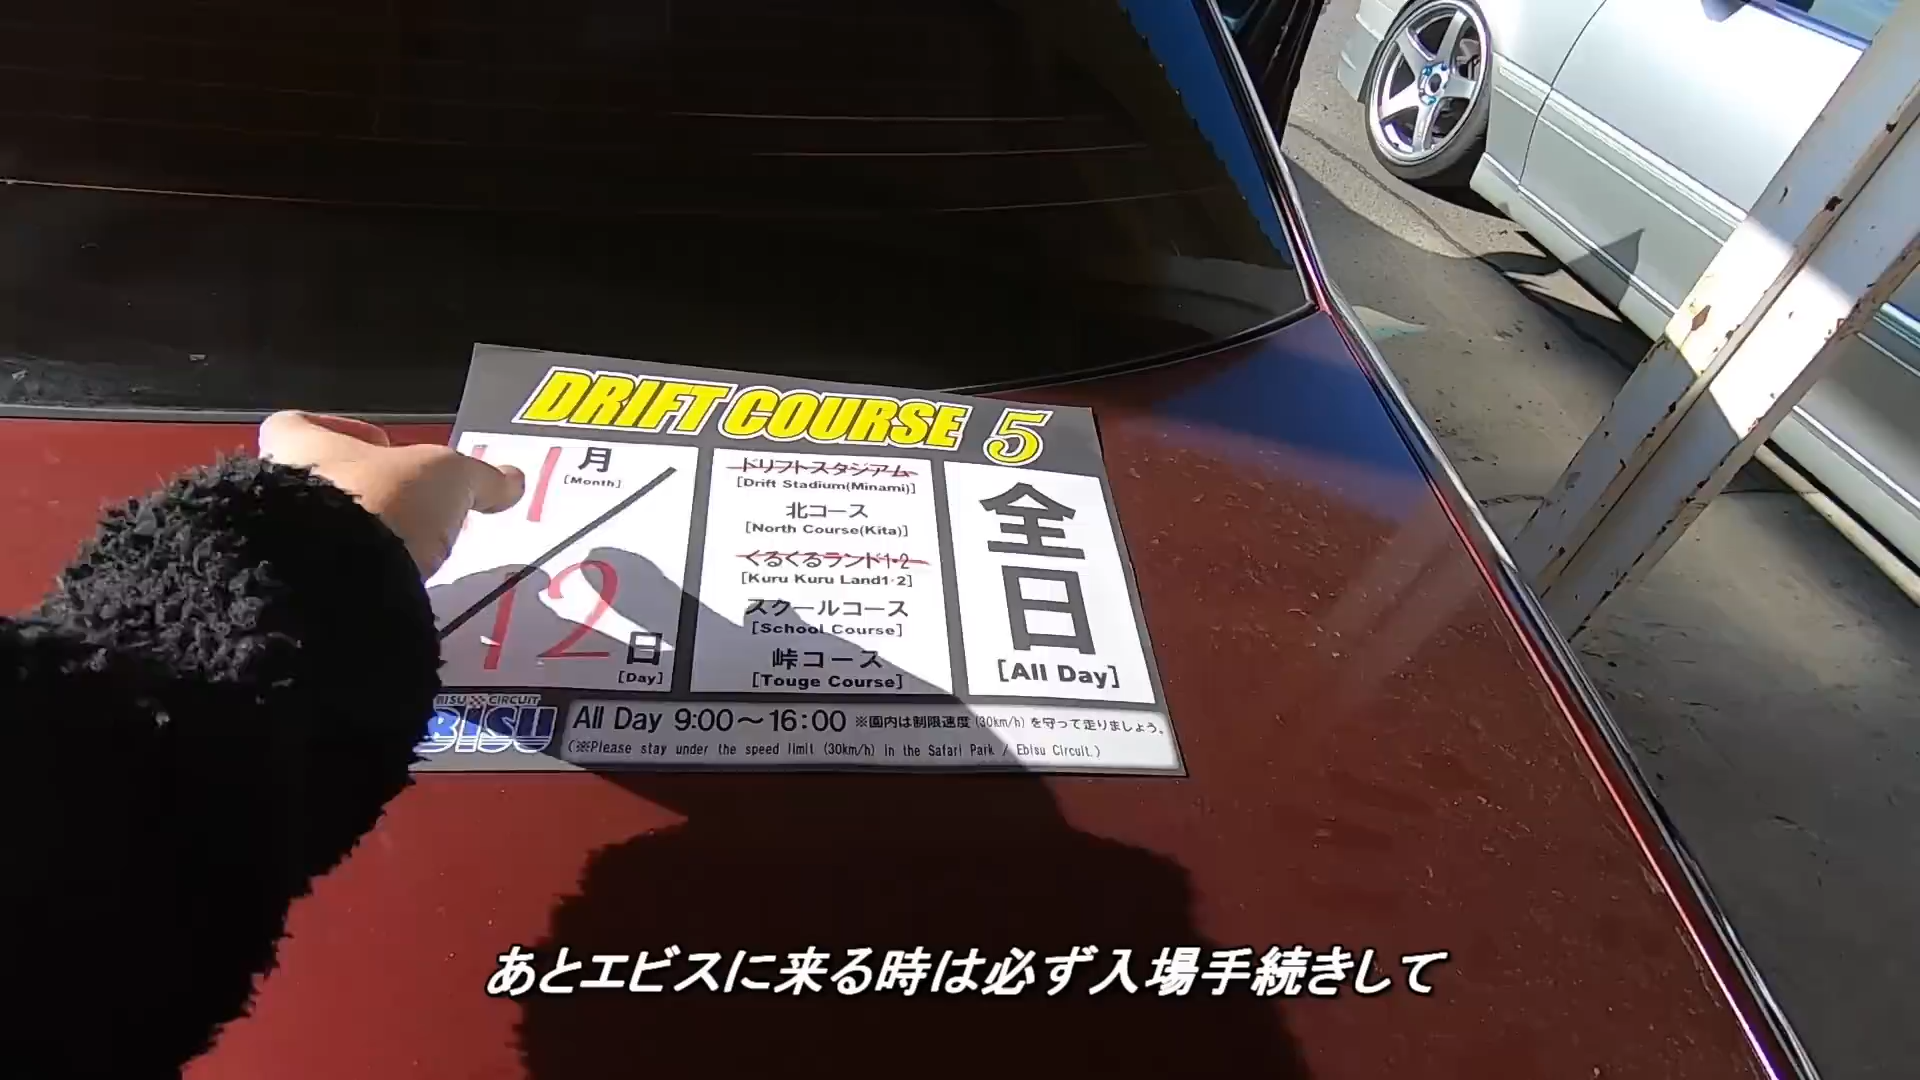 DRIFT COURSE 5
11月
[Month]
12日
[Day]
ドリフトスタジアム
[Drift Stadium(Minami)]
北コース
[North Course(Kita)]
くるくるランド1・2
[Kuru Kuru Land1・2]
スクールコース
[School Course]
峠コース
[Touge Course]
全日
[All Day]
BISU CIRCUIT
BISU
All Day 9:00～16:00 ※園内は制限速度(30km/h)を守って走りましょう。
(※Please stay under the speed limit (30km/h) in the Safari Park / Ebisu Circuit.)
あとエビスに来る時は必ず入場手続きして